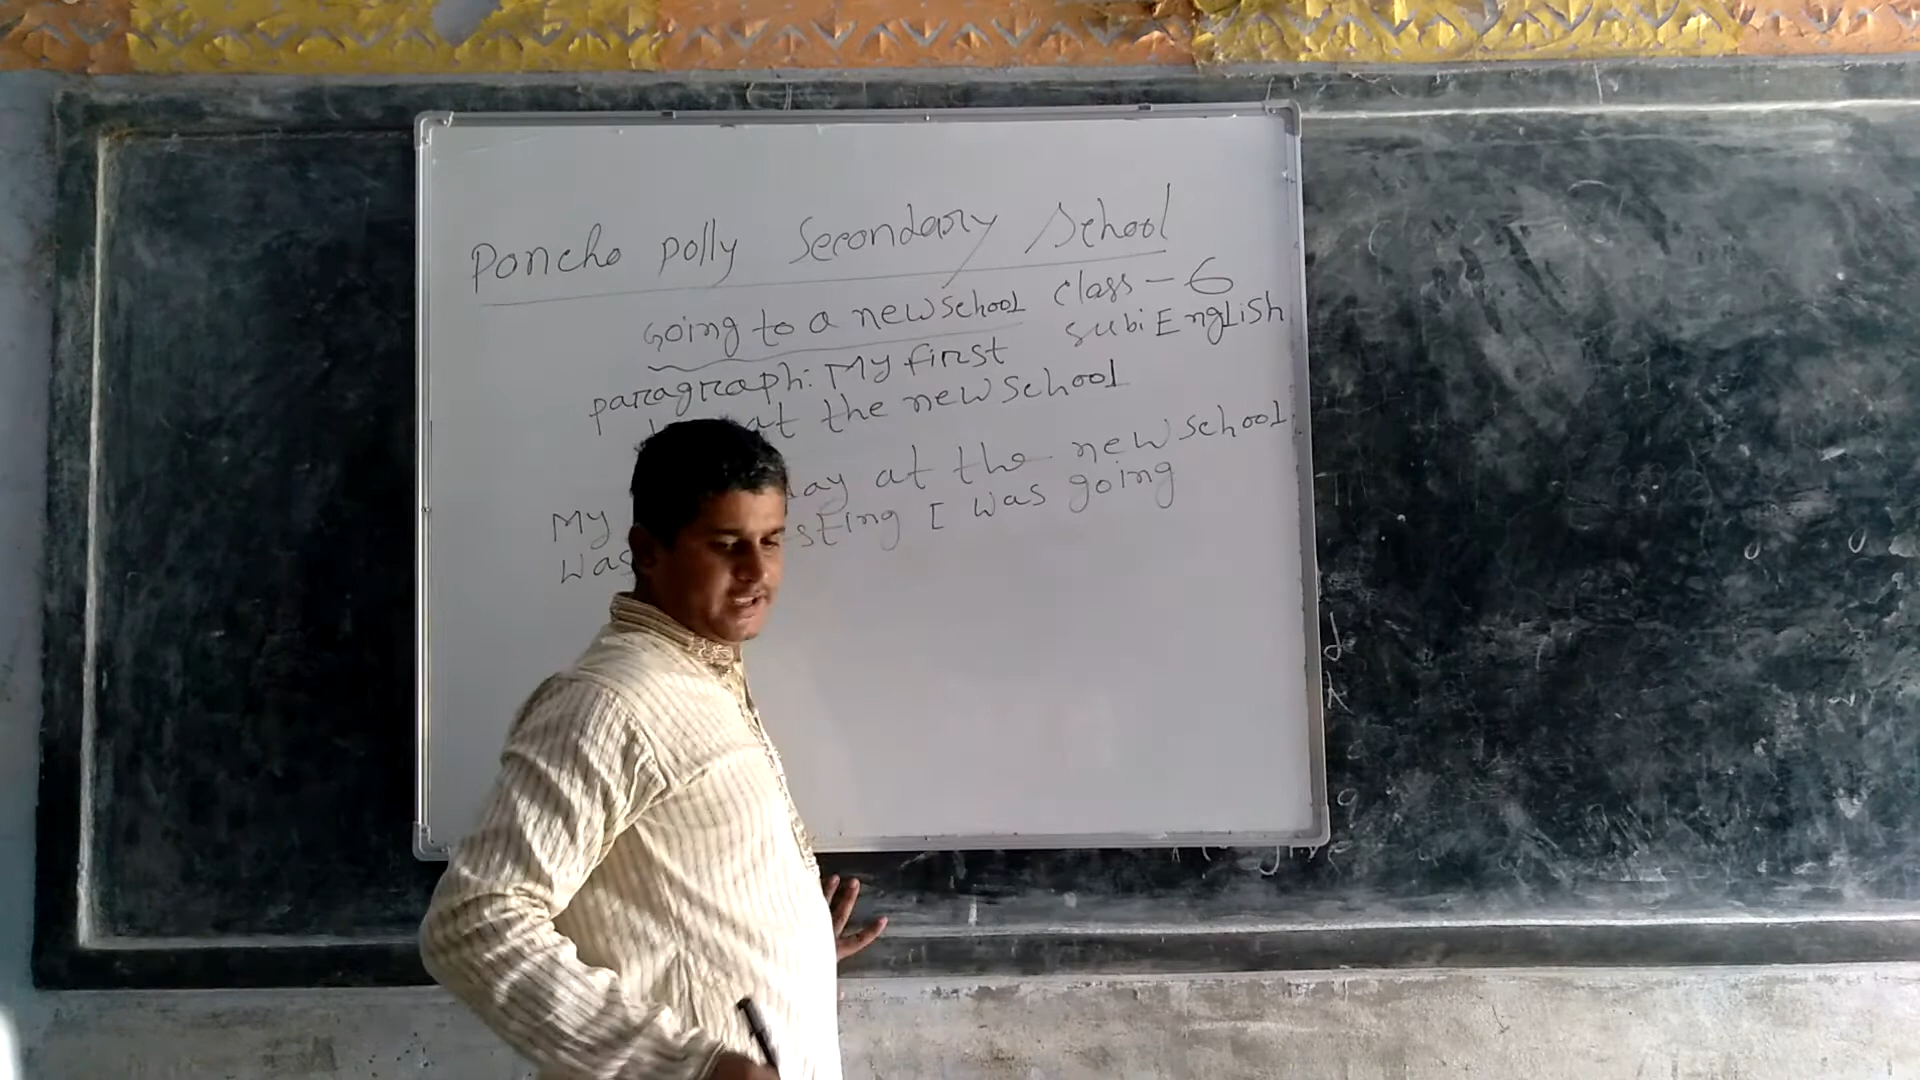 Poncho polly Secondary School
Going to a new school class - 6
paragraph: My first subi English
at the new school
My day at the new school
was sting I was going